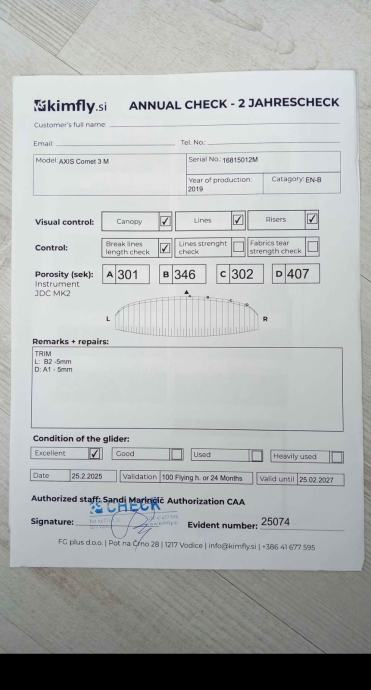 kimfly.si ANNUAL CHECK - 2 JAHRESCHECK
Customer's full name:
Email: Tel. No.:
Model: AXIS Comet 3 M
Serial No.: 16815012M
Year of production: 2019
Catagory: EN-B
Visual control: Canopy Lines Risers
Control: Break lines length check Lines strenght check Fabrics tear strength check
Porosity (sek): A 301 B 346 C 302 D 407
Instrument
JDC MK2
L R
Remarks + repairs:
TRIM
L: B2 -5mm
D: A1 - 5mm
Condition of the glider:
Excellent Good Used Heavily used
Date 25.2.2025 Validation 100 Flying h. or 24 Months Valid until 25.02.2027
Authorized staff: Sandi Marinčič Authorization CAA
CHECK
Signature: Evident number: 25074
FG plus d.o.o. | Pot na Črno 28 | 1217 Vodice | info@kimfly.si | +386 41 677 595